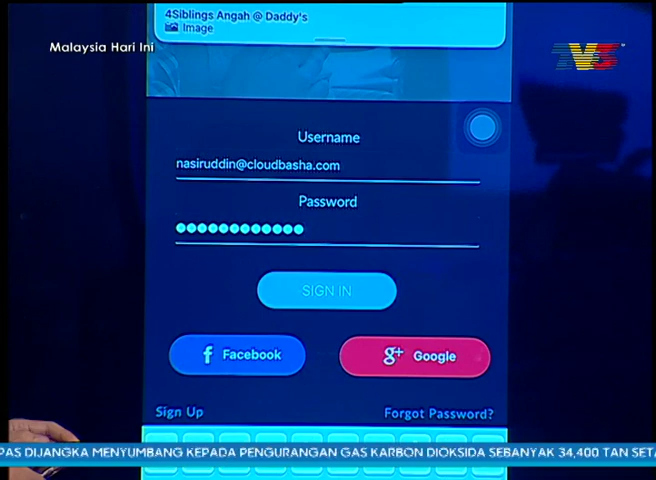 4Siblings Angah @ Daddy's
Image
Malaysia Hari Ini
TV3
Username
nasiruddin@cloudbasha.com
Password
SIGN IN
f Facebook
g+ Google
Sign Up
Forgot Password?
PAS DIJANGKA MENYUMBANG KEPADA PENGURANGAN GAS KARBON DIOKSIDA SEBANYAK 34,400 TAN SETA